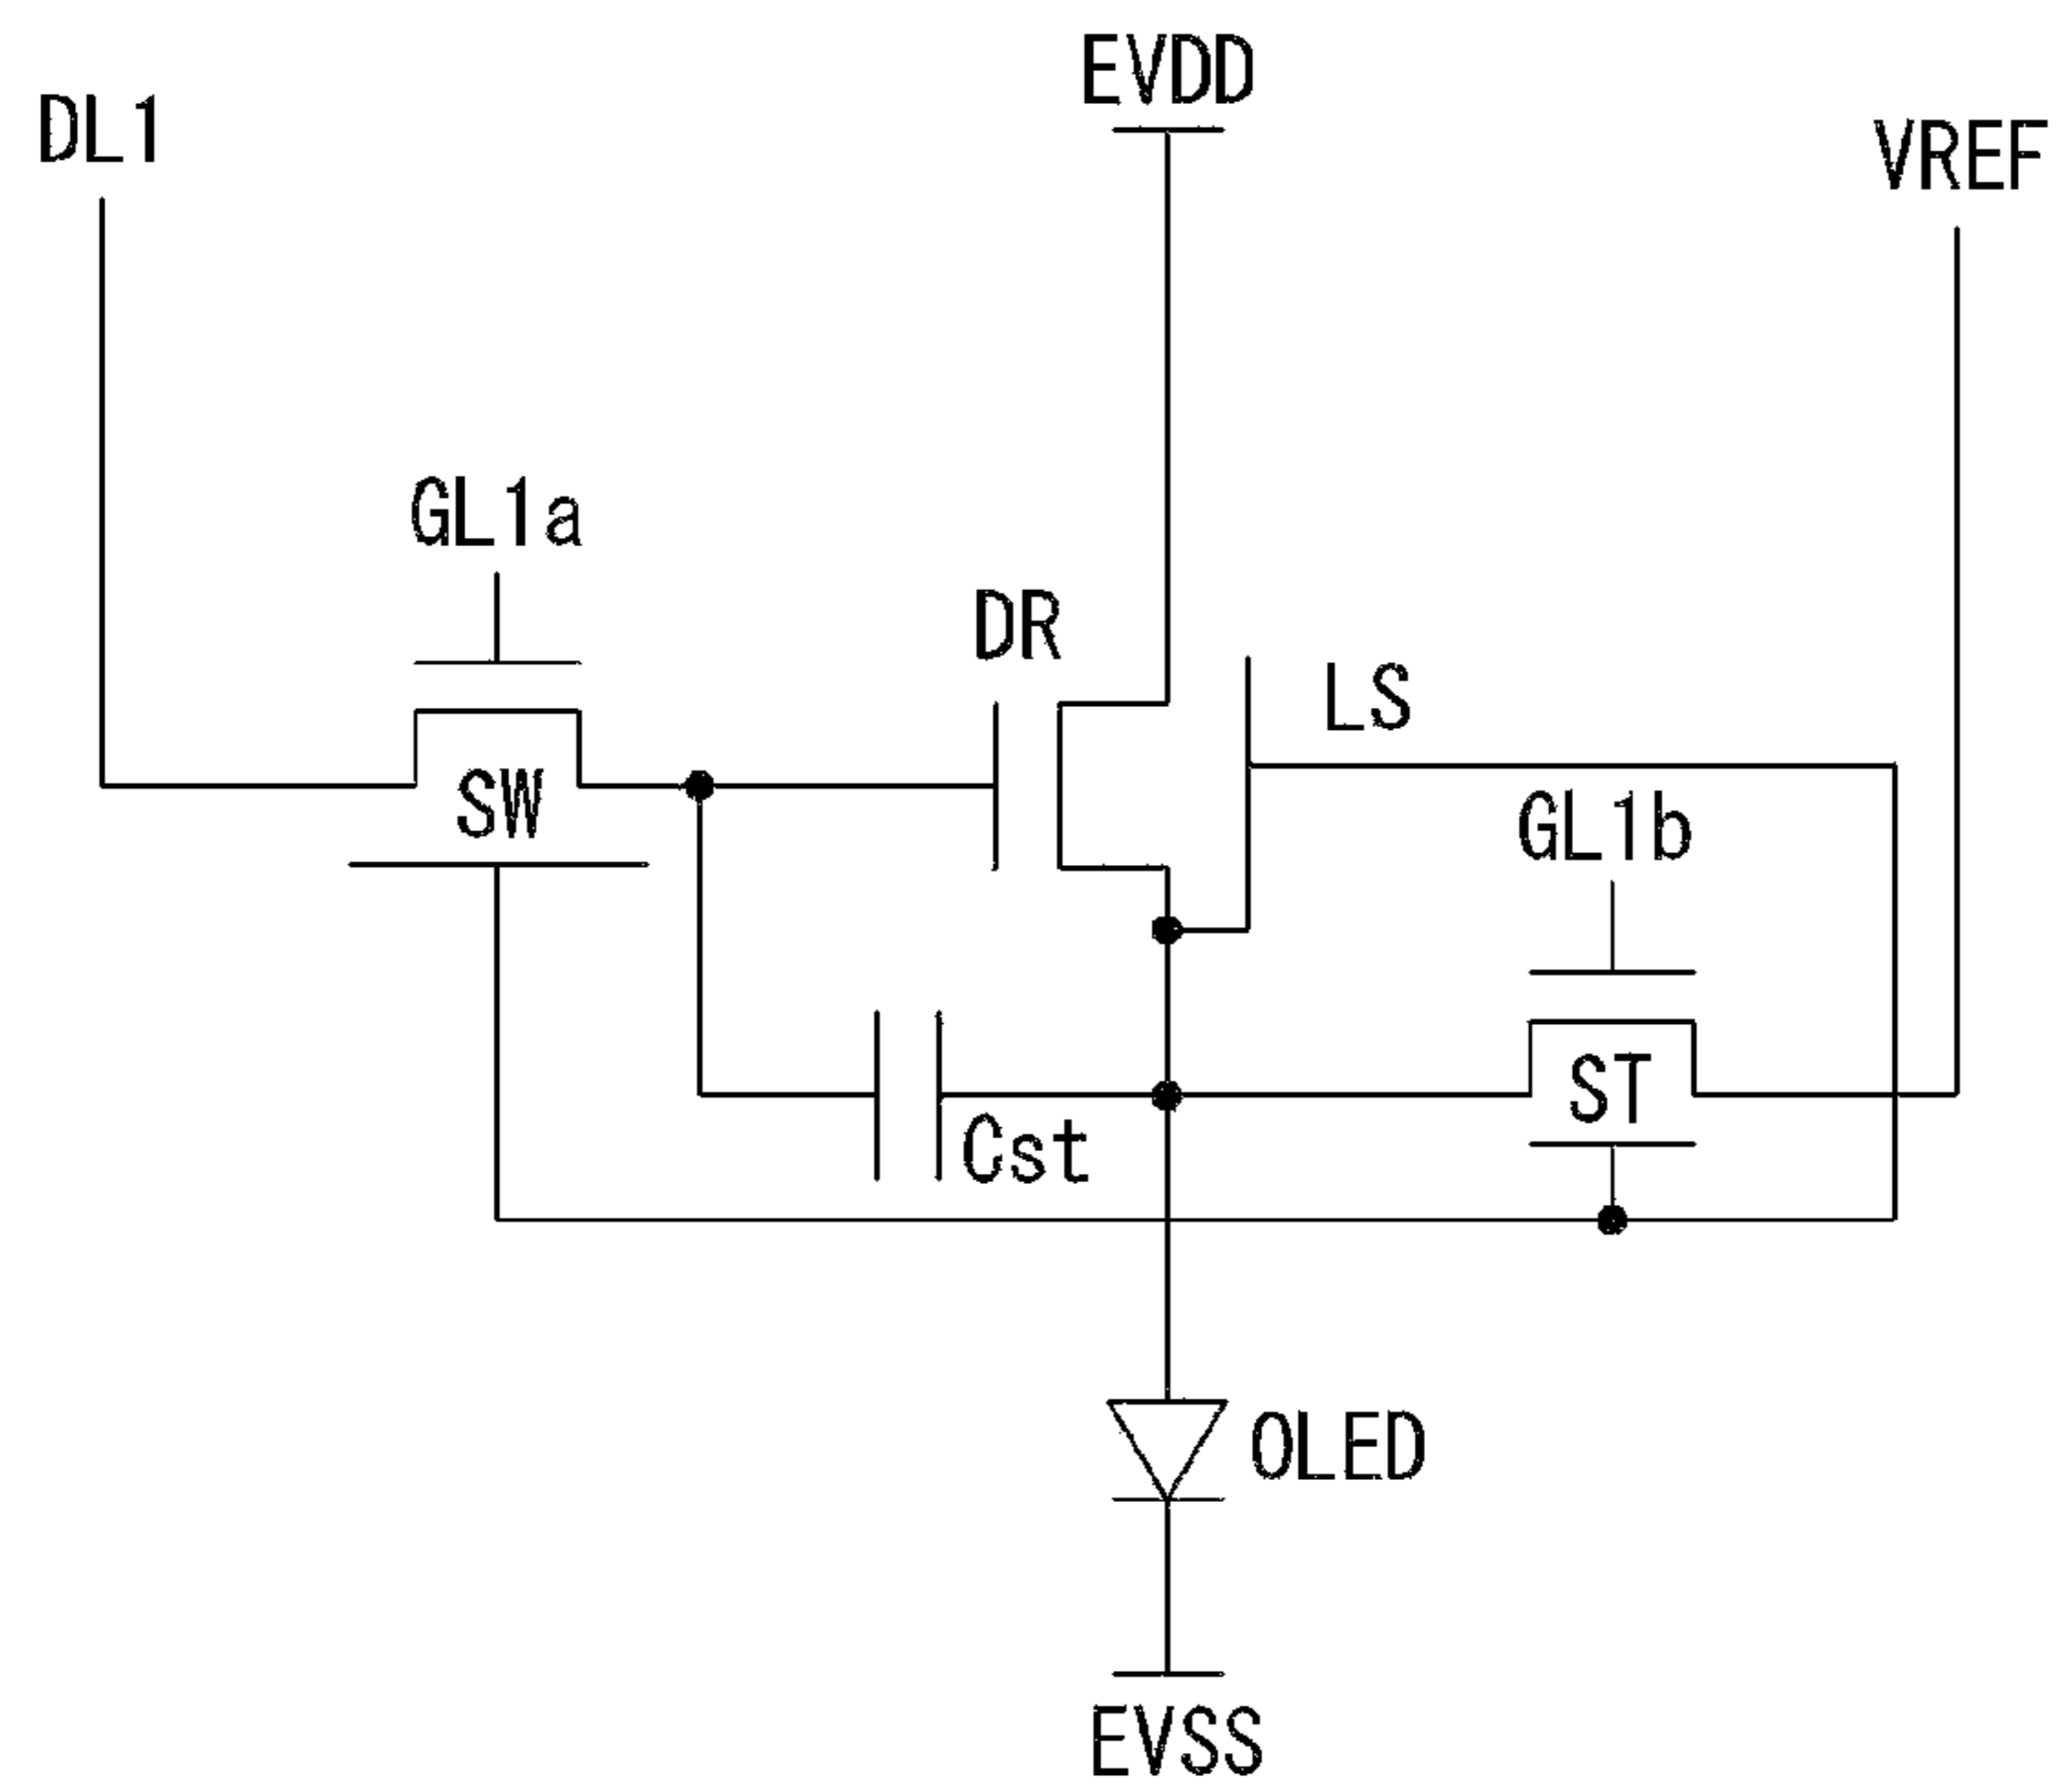 EVDD
DL1
VREF
GL1a
DR
LS
SW
GL1b
ST
Cst
OLED
EVSS